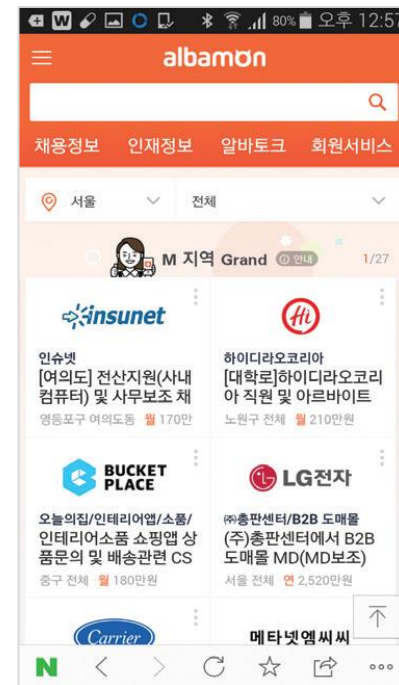 W 80% 오후 12:57
albamon
채용정보 인재정보 알바토크 회원서비스
서울 전체
M 지역 Grand 안내 1/27
insunet
인슈넷
[여의도] 전산지원(사내
컴퓨터) 및 사무보조 채
영등포구 여의도동 월 170만
Hi
하이디라오코리아
[대학로]하이디라오코리
아 직원 및 아르바이트
노원구 전체 월 210만원
BUCKET
PLACE
오늘의집/인테리어앱/소품/
인테리어소품 쇼핑앱 상
품문의 및 배송관련 CS
중구 전체 월 180만원
LG전자
㈜총판센터/B2B 도매몰
(주)총판센터에서 B2B
도매몰 MD(MD보조)
서울 전체 연 2,520만원
Carrier
메타넷엠씨씨
N